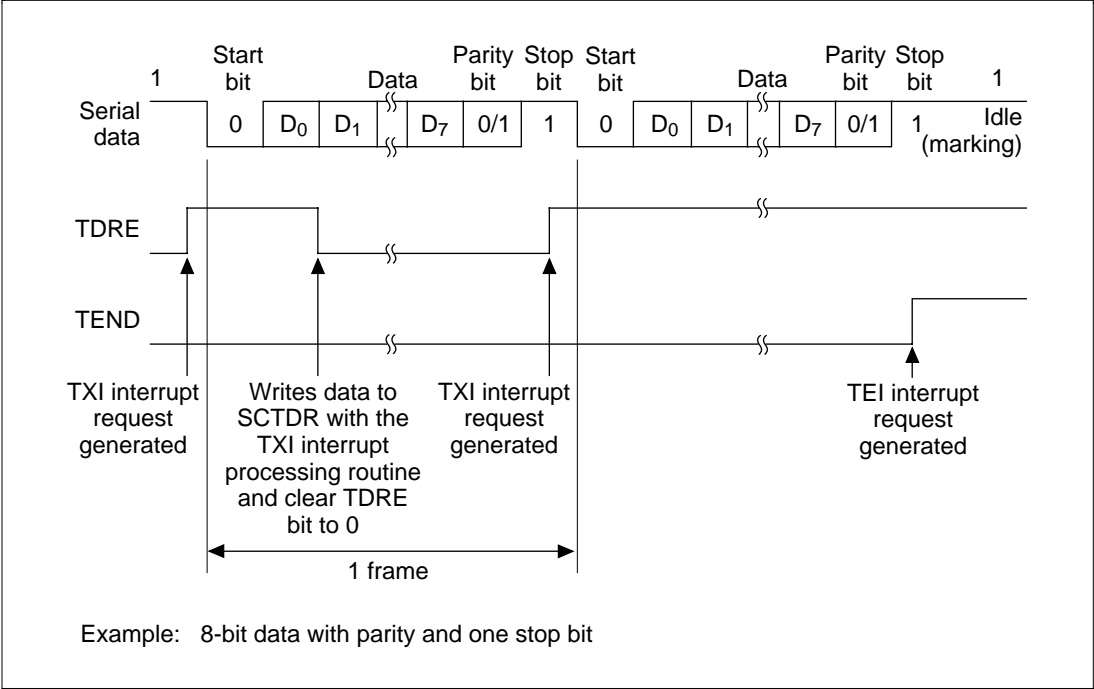 Start bit Data Parity bit Stop bit Start bit Data Parity bit Stop bit
1 1
Serial data 0 D0 D1 D7 0/1 1 0 D0 D1 D7 0/1 1 Idle (marking)
TDRE
TEND
TXI interrupt request generated
Writes data to
SCTDR with the
TXI interrupt
processing routine
and clear TDRE
bit to 0
TXI interrupt
request
generated
TEI interrupt
request
generated
1 frame
Example: 8-bit data with parity and one stop bit